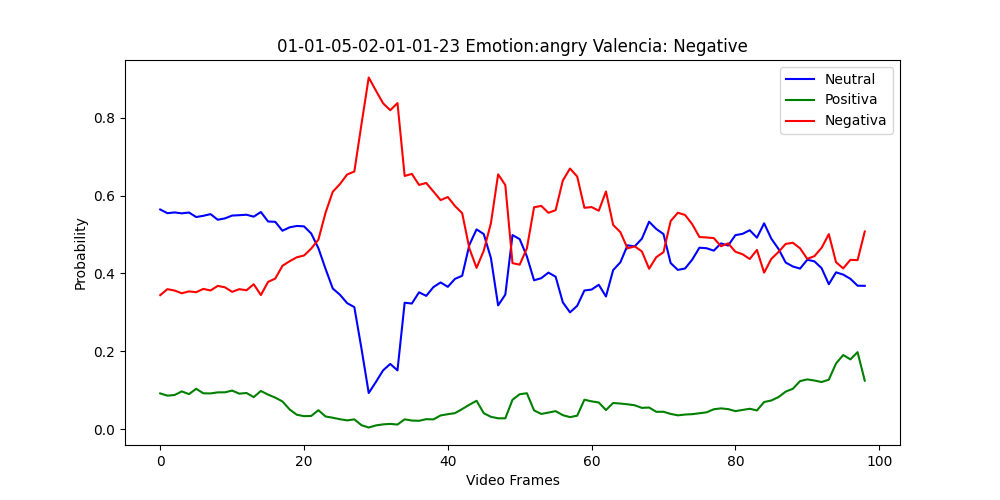 01-01-05-02-01-01-23 Emotion:angry Valencia: Negative
Neutral
Positiva
Negativa
Probability
0.8
0.6
0.4
0.2
0.0
0 20 40 60 80 100
Video Frames